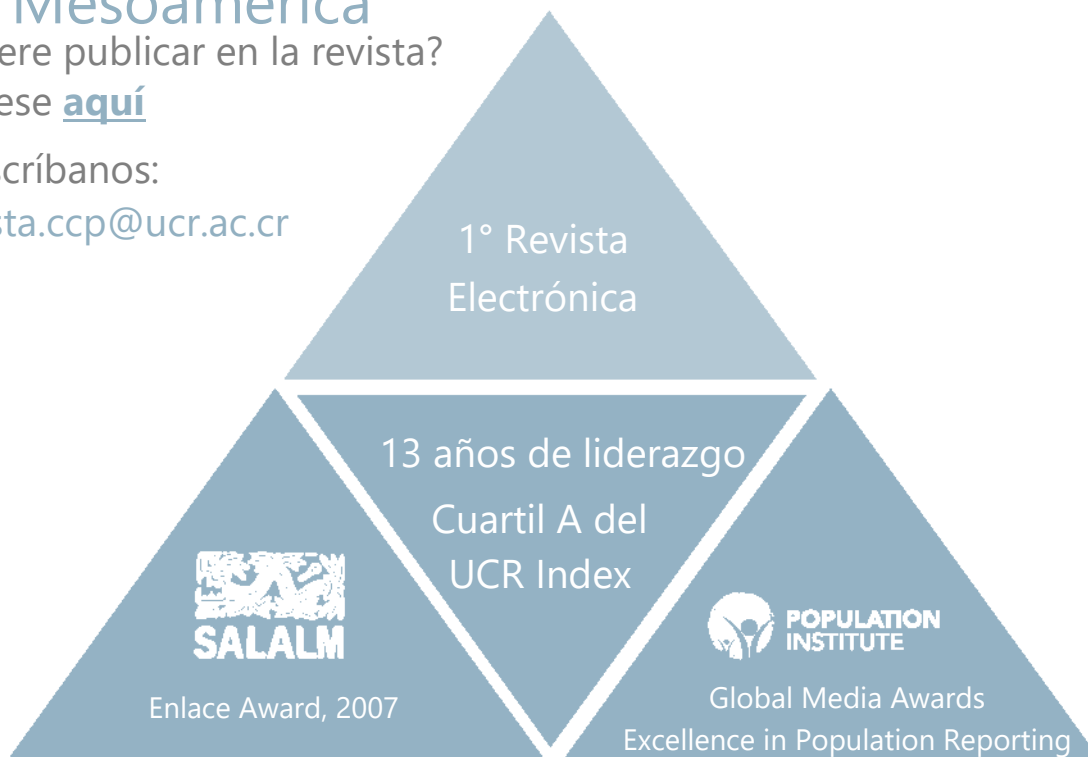 Mesoamérica
ere publicar en la revista?
ese aquí
críbanos:
sta.ccp@ucr.ac.cr
1° Revista
Electrónica
13 años de liderazgo
Cuartil A del
UCR Index
SALALM
Enlace Award, 2007
POPULATION
INSTITUTE
Global Media Awards
Excellence in Population Reporting